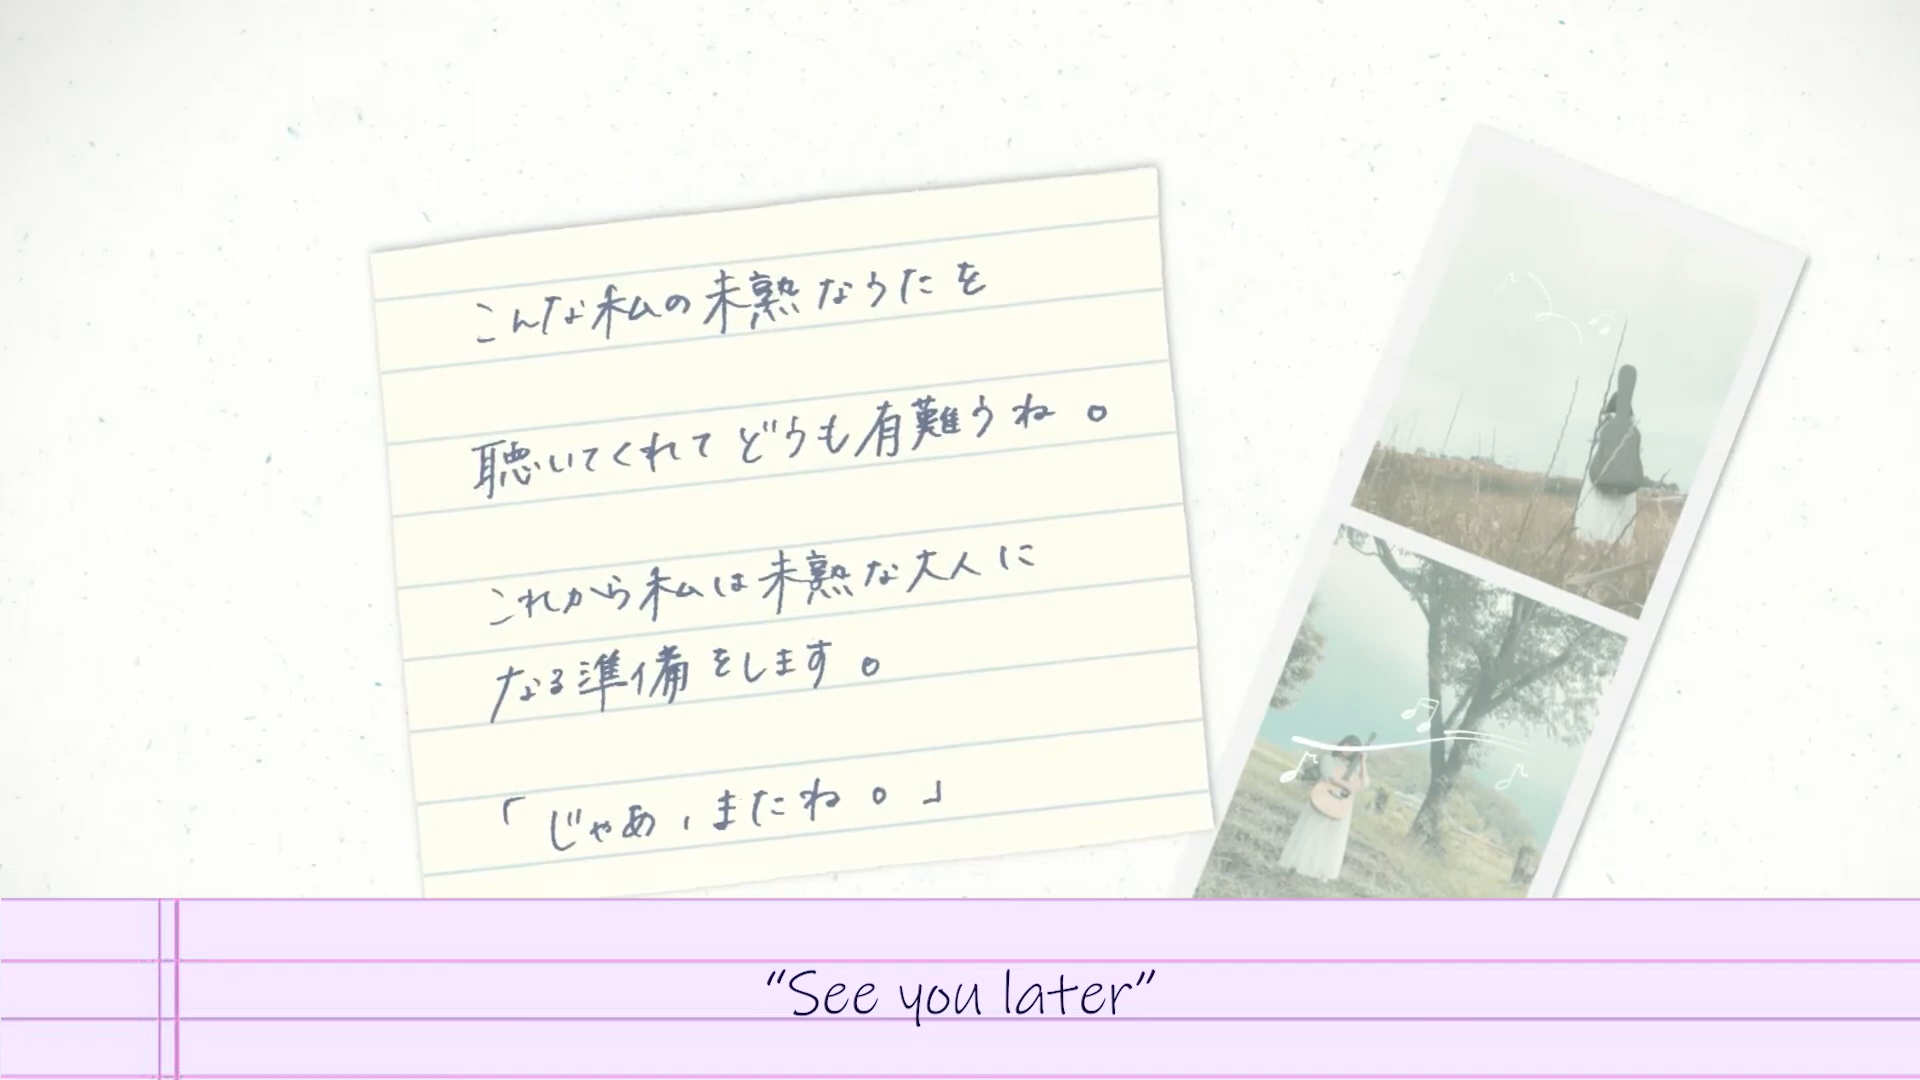 こんな私の未熟なうたを
聴いてくれてどうも有難うね。
これから私は未熟な大人に
なる準備をします。
「じゃあ、またね。」
“See you later”